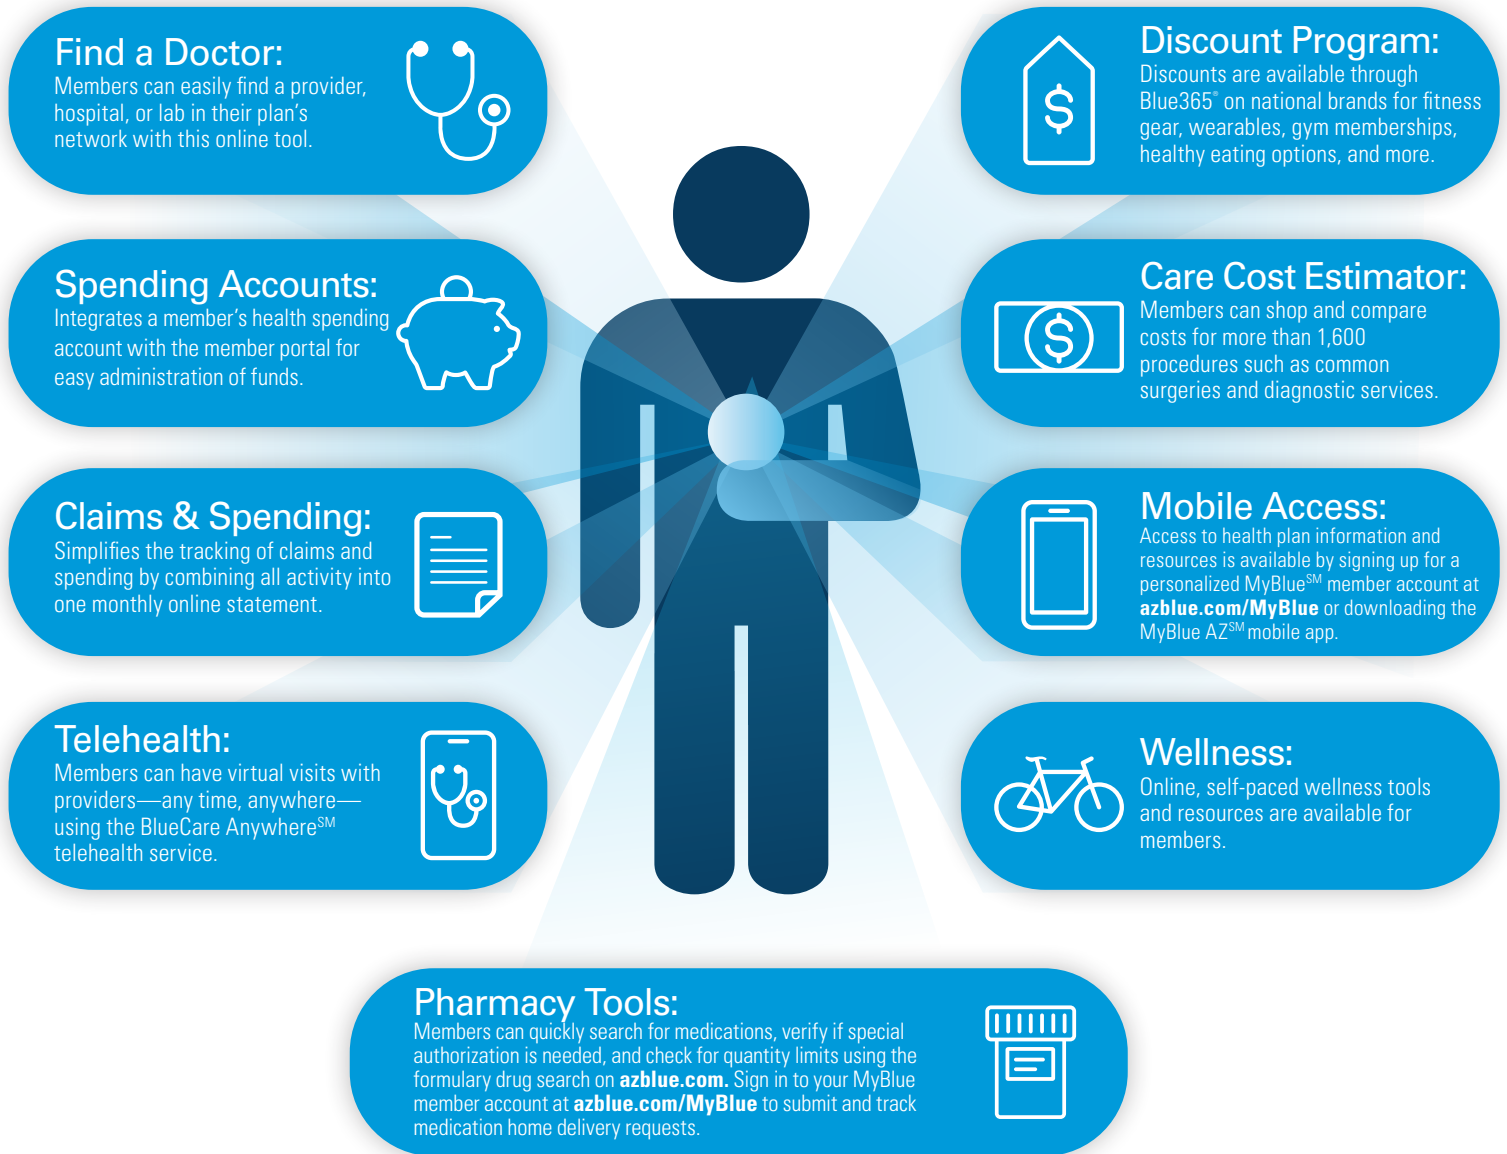 Find a Doctor:
Members can easily find a provider,
hospital, or lab in their plan's
network with this online tool.
Spending Accounts:
Integrates a member's health spending
account with the member portal for
easy administration of funds.
Claims & Spending:
Simplifies the tracking of claims and
spending by combining all activity into
one monthly online statement.
Telehealth:
Members can have virtual visits with
providers—any time, anywhere—
using the BlueCare Anywhere℠
telehealth service.
Discount Program:
Discounts are available through
Blue365® on national brands for fitness
gear, wearables, gym memberships,
healthy eating options, and more.
Care Cost Estimator:
Members can shop and compare
costs for more than 1,600
procedures such as common
surgeries and diagnostic services.
Mobile Access:
Access to health plan information and
resources is available by signing up for a
personalized MyBlue℠ member account at
azblue.com/MyBlue or downloading the
MyBlue AZ℠ mobile app.
Wellness:
Online, self-paced wellness tools
and resources are available for
members.
Pharmacy Tools:
Members can quickly search for medications, verify if special
authorization is needed, and check for quantity limits using the
formulary drug search on azblue.com. Sign in to your MyBlue
member account at azblue.com/MyBlue to submit and track
medication home delivery requests.